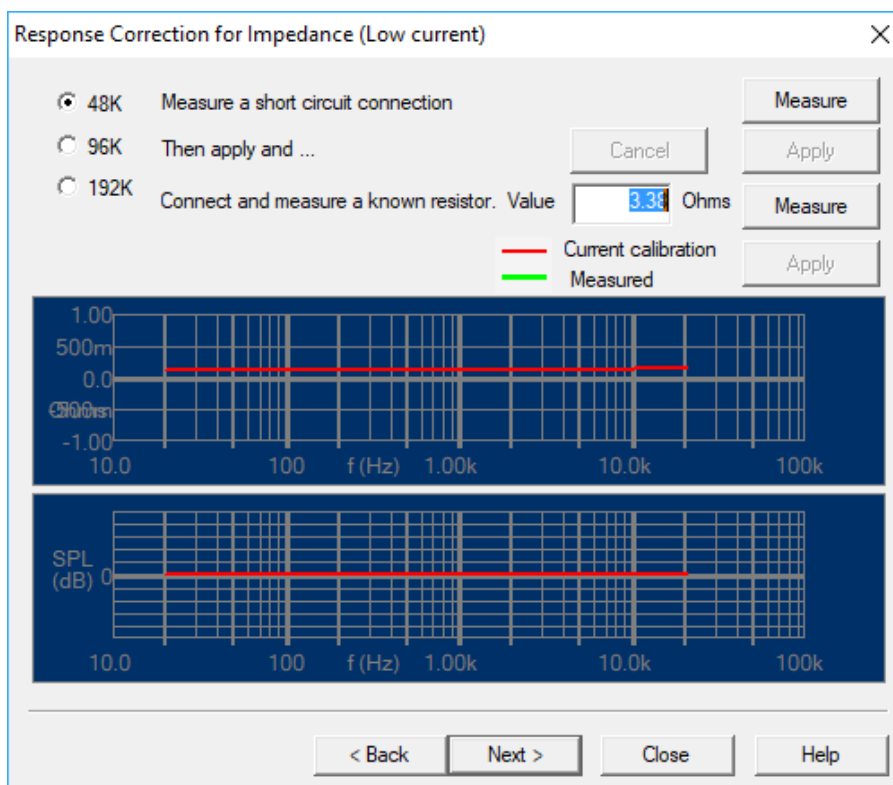 Response Correction for Impedance (Low current)
48K Measure a short circuit connection Measure
96K Then apply and ... Cancel Apply
192K
Connect and measure a known resistor. Value 3.38 Ohms Measure
Current calibration
Measured
Apply
1.00
500m
0.0
-500m
Ohms
-1.00
10.0 100 f (Hz) 1.00k 10.0k 100k
SPL
(dB) 0
10.0 100 f (Hz) 1.00k 10.0k 100k
< Back Next > Close Help